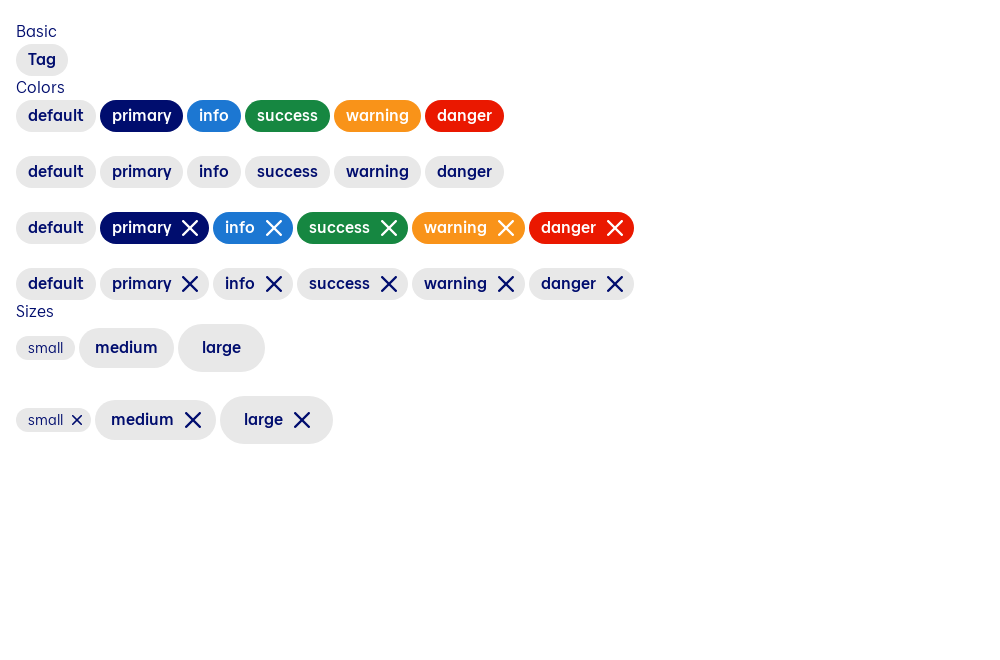 Basic
Tag
Colors
default primary info success warning danger
default primary info success warning danger
default primary info success warning danger
default primary info success warning danger
Sizes
small medium large
small medium large